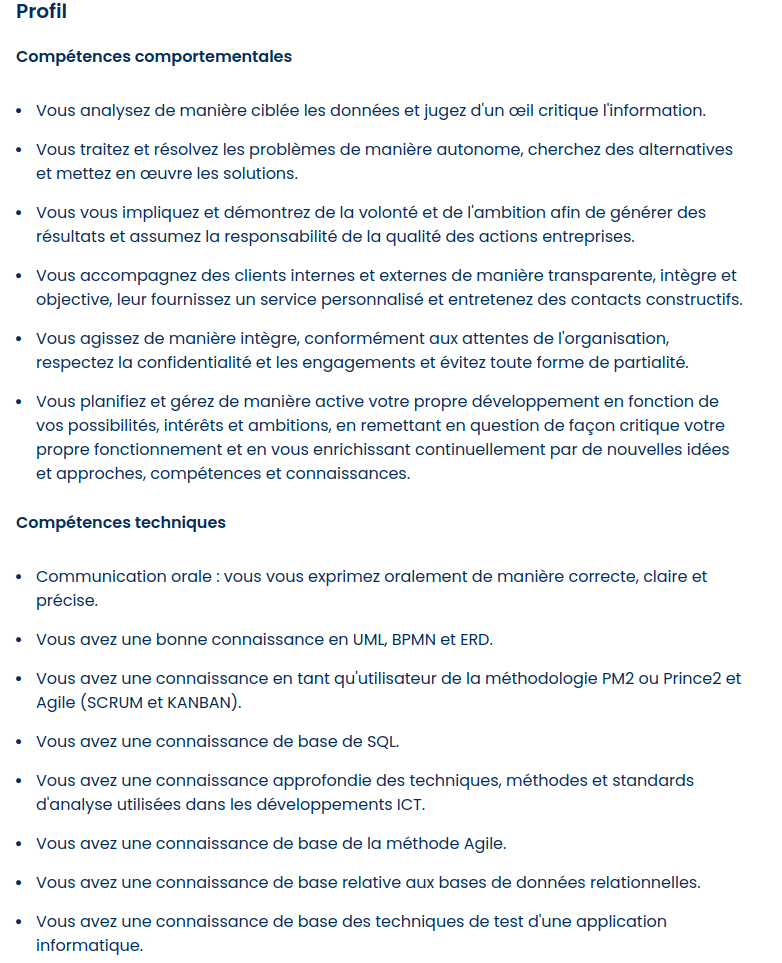 Profil
Compétences comportementales
• Vous analysez de manière ciblée les données et jugez d'un œil critique l'information.
• Vous traitez et résolvez les problèmes de manière autonome, cherchez des alternatives
et mettez en œuvre les solutions.
• Vous vous impliquez et démontrez de la volonté et de l'ambition afin de générer des
résultats et assumez la responsabilité de la qualité des actions entreprises.
• Vous accompagnez des clients internes et externes de manière transparente, intègre et
objective, leur fournissez un service personnalisé et entretenez des contacts constructifs.
• Vous agissez de manière intègre, conformément aux attentes de l'organisation,
respectez la confidentialité et les engagements et évitez toute forme de partialité.
• Vous planifiez et gérez de manière active votre propre développement en fonction de
vos possibilités, intérêts et ambitions, en remettant en question de façon critique votre
propre fonctionnement et en vous enrichissant continuellement par de nouvelles idées
et approches, compétences et connaissances.
Compétences techniques
• Communication orale : vous vous exprimez oralement de manière correcte, claire et
précise.
• Vous avez une bonne connaissance en UML, BPMN et ERD.
• Vous avez une connaissance en tant qu'utilisateur de la méthodologie PM2 ou Prince2 et
Agile (SCRUM et KANBAN).
• Vous avez une connaissance de base de SQL.
• Vous avez une connaissance approfondie des techniques, méthodes et standards
d'analyse utilisées dans les développements ICT.
• Vous avez une connaissance de base de la méthode Agile.
• Vous avez une connaissance de base relative aux bases de données relationnelles.
• Vous avez une connaissance de base des techniques de test d'une application
informatique.